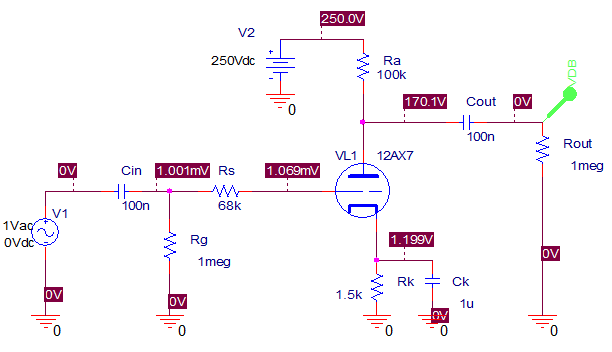 250.0V
V2
250Vdc
0
Ra
100k
170.1V
Cout
100n
0V
VDB
Rout
1meg
0V
0
VL1
12AX7
0V
Cin
100n
1.001mV
Rs
68k
1.069mV
V1
1Vac
0Vdc
0V
0
Rg
1meg
0V
0
1.199V
Rk
1.5k
0
Ck
1u
0V
0